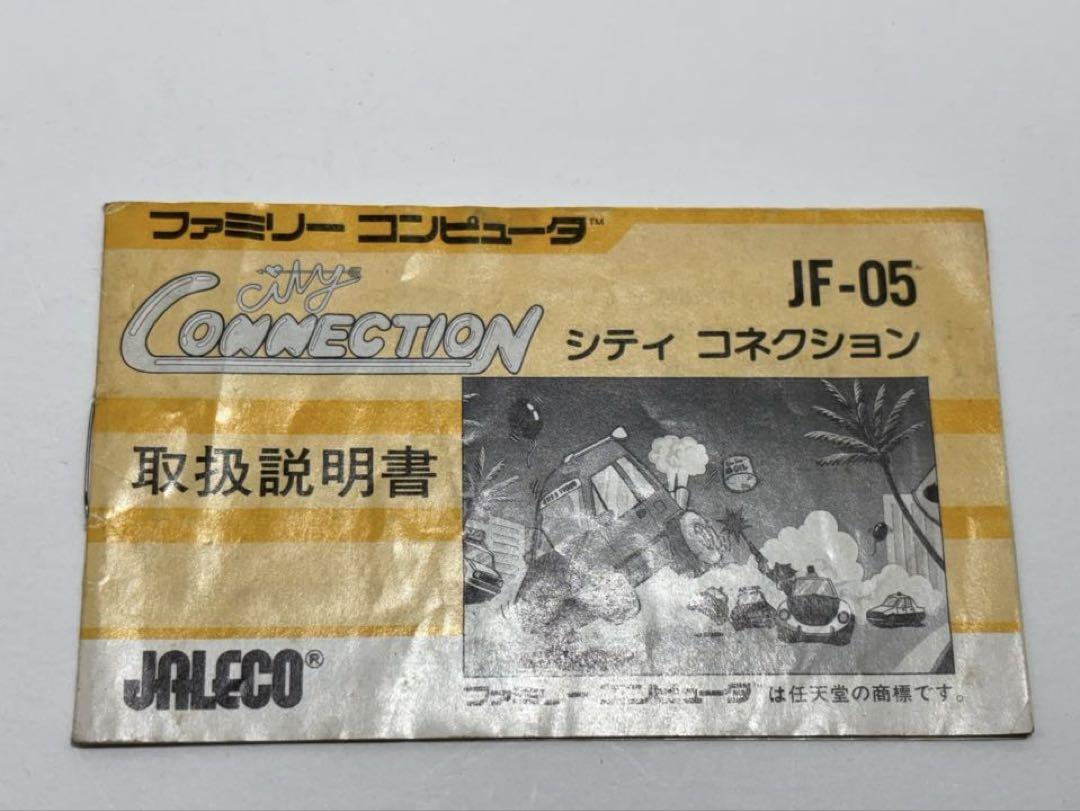 ファミリー コンピュータ™
city CONNECTION
JF-05
シティ コネクション
取扱説明書
JALECO®
ファミリー コンピュータ は任天堂の商標です。